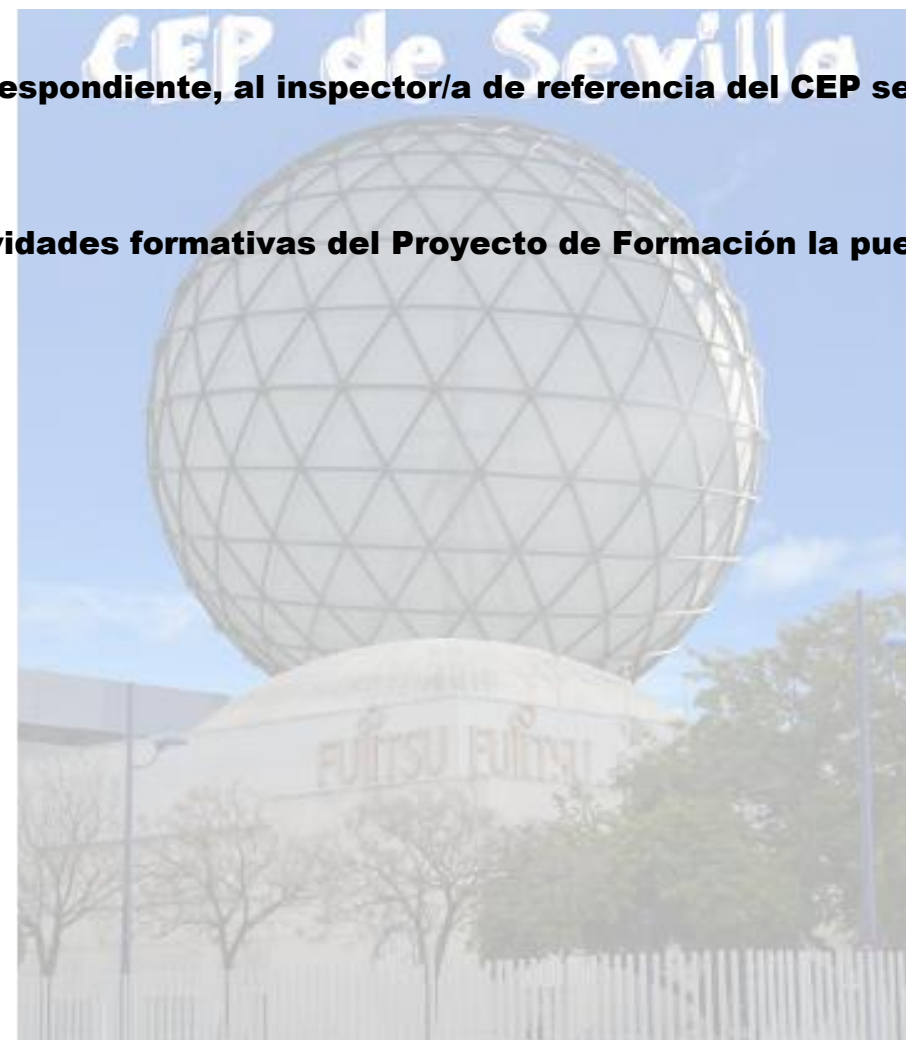 CEP de Sevilla
espondiente, al inspector/a de referencia del CEP se
vidades formativas del Proyecto de Formación la pue
FUJITSU FUJITSU